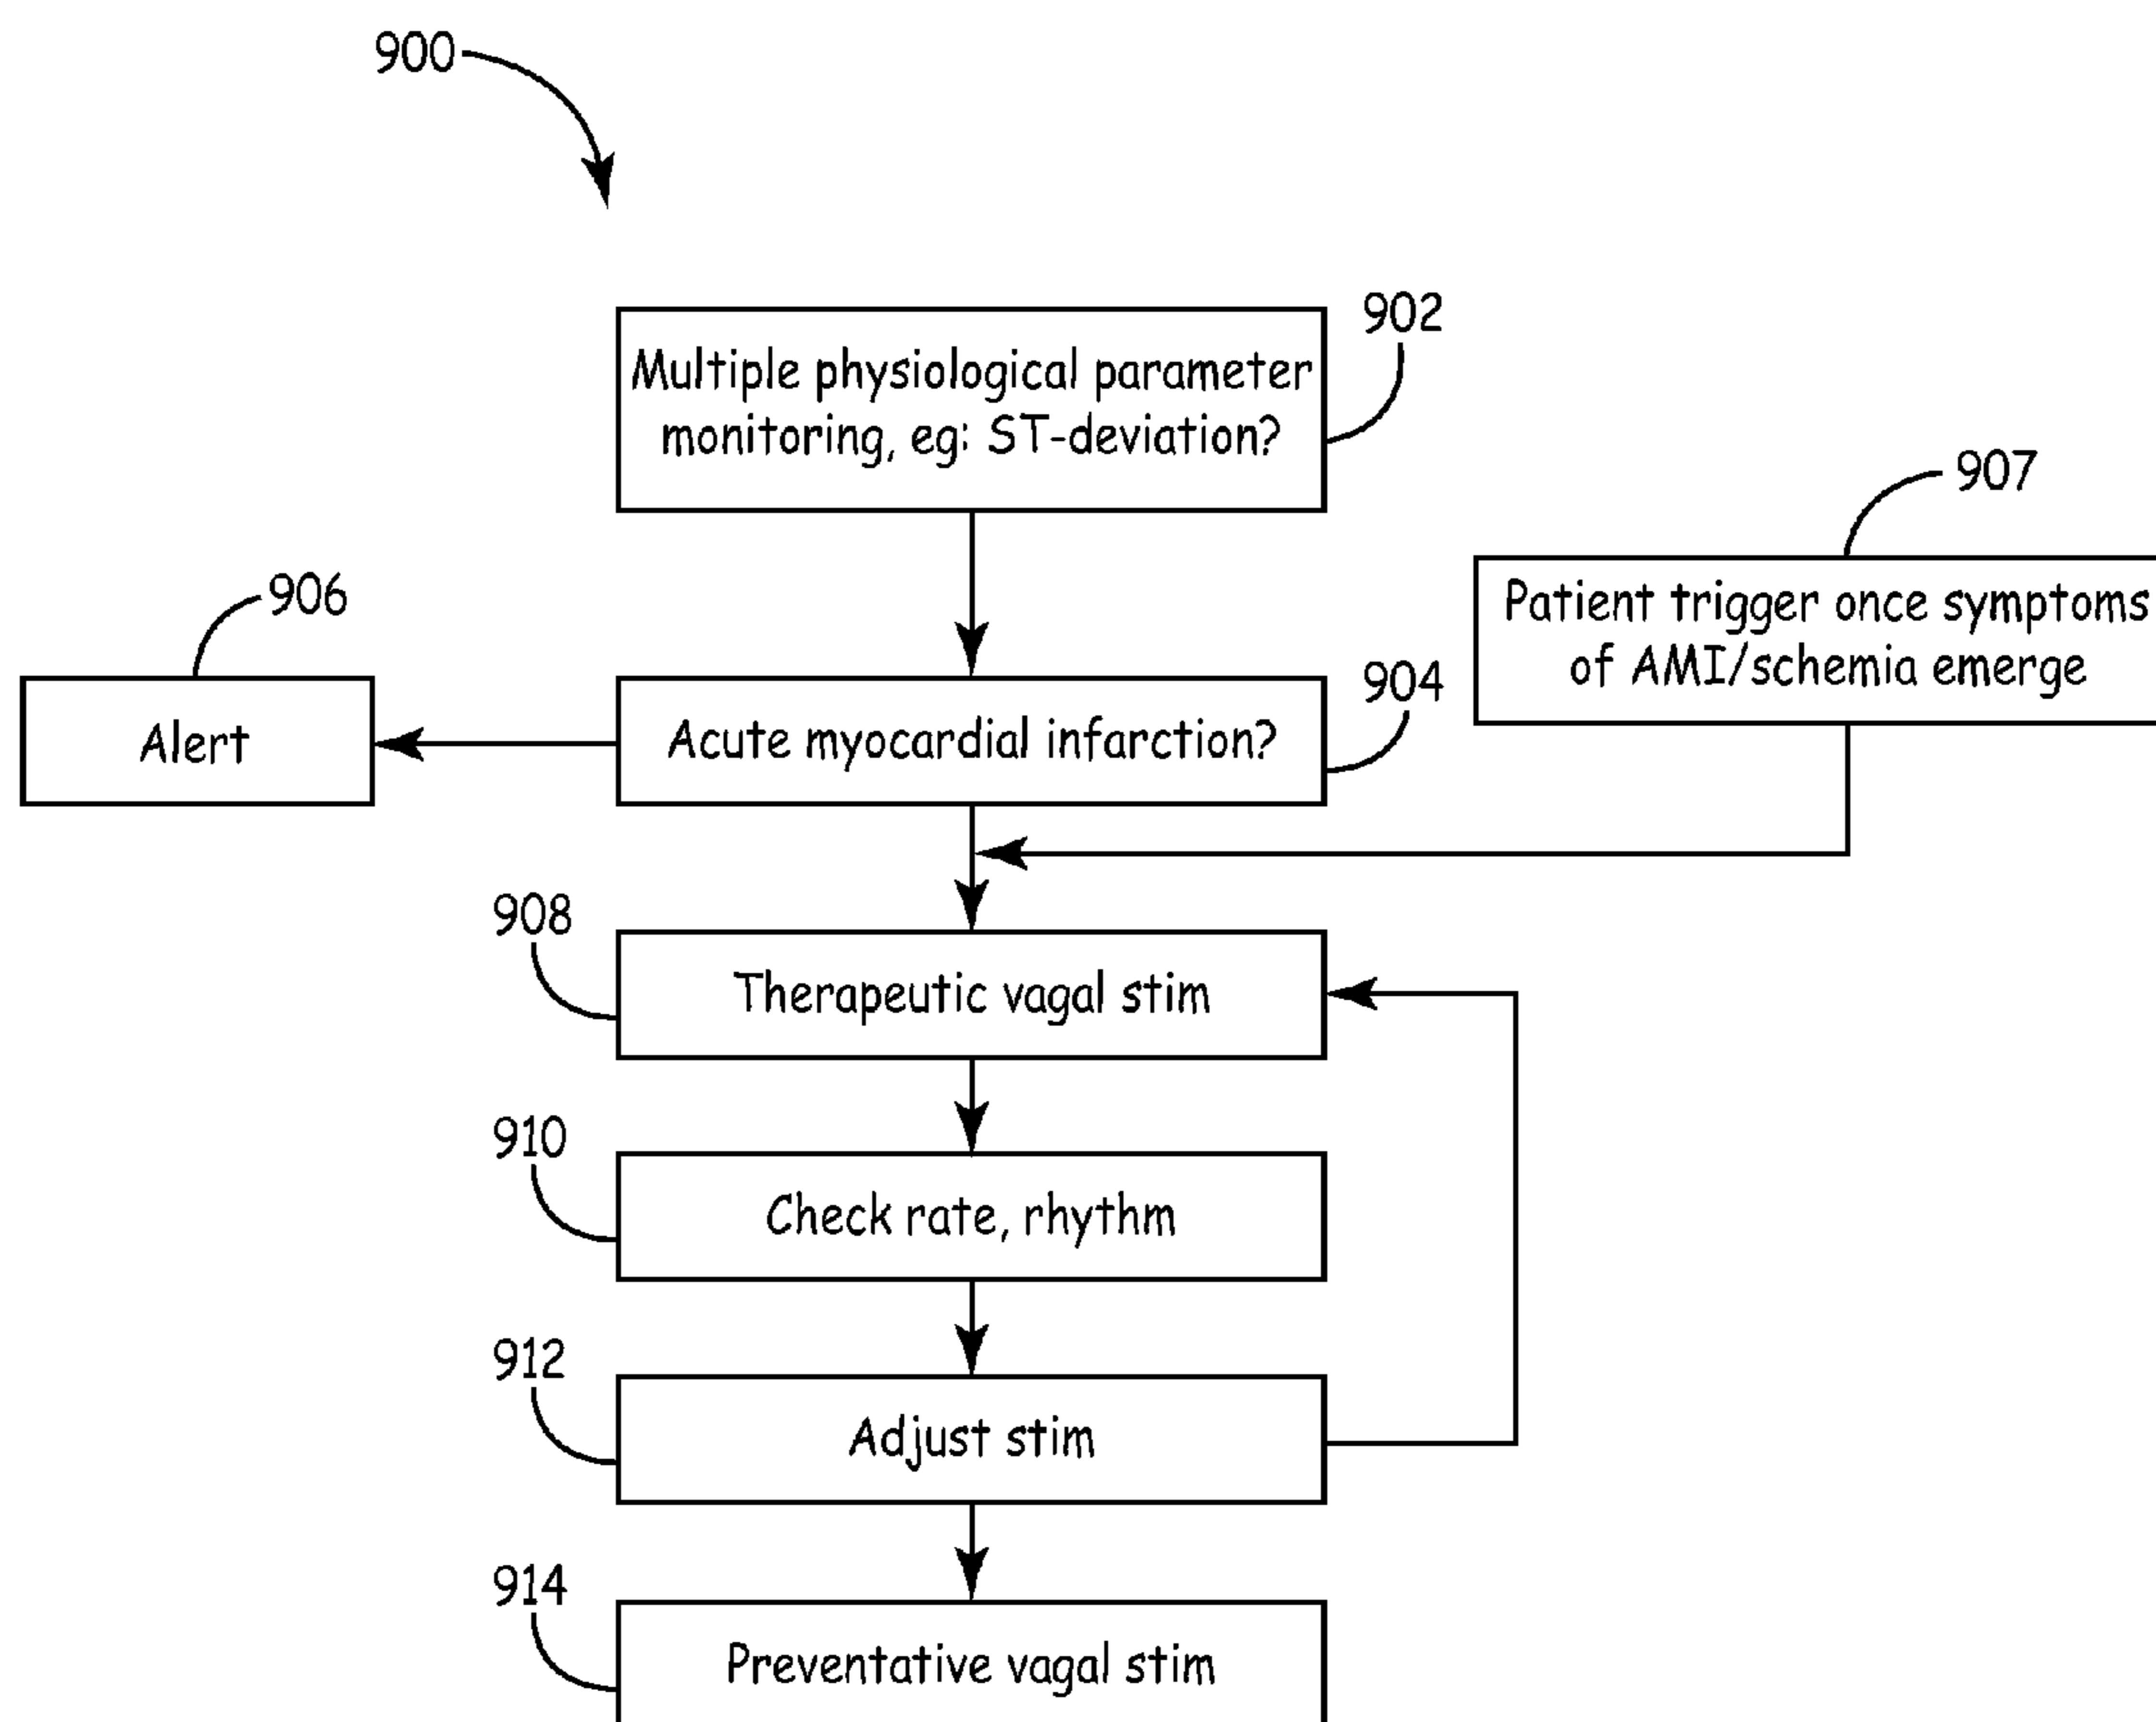 900
902
Multiple physiological parameter
monitoring, eg: ST-deviation?
907
Patient trigger once symptoms
of AMI/schemia emerge
906
Alert
904
Acute myocardial infarction?
908
Therapeutic vagal stim
910
Check rate, rhythm
912
Adjust stim
914
Preventative vagal stim